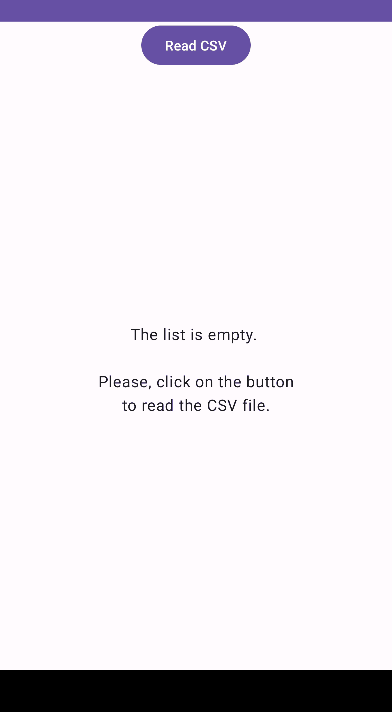 Read CSV
The list is empty.
Please, click on the button
to read the CSV file.